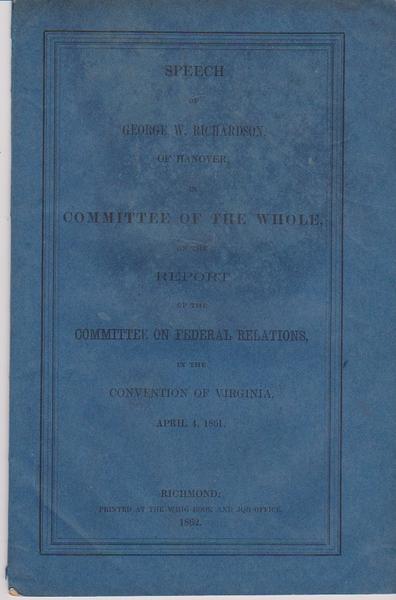 SPEECH
OF
GEORGE W. RICHARDSON,
OF HANOVER,
IN
COMMITTEE OF THE WHOLE,
ON THE
REPORT
OF THE
COMMITTEE ON FEDERAL RELATIONS,
IN THE
CONVENTION OF VIRGINIA,
APRIL 4, 1861.
RICHMOND:
PRINTED AT THE WHIG BOOK AND JOB OFFICE.
1862.